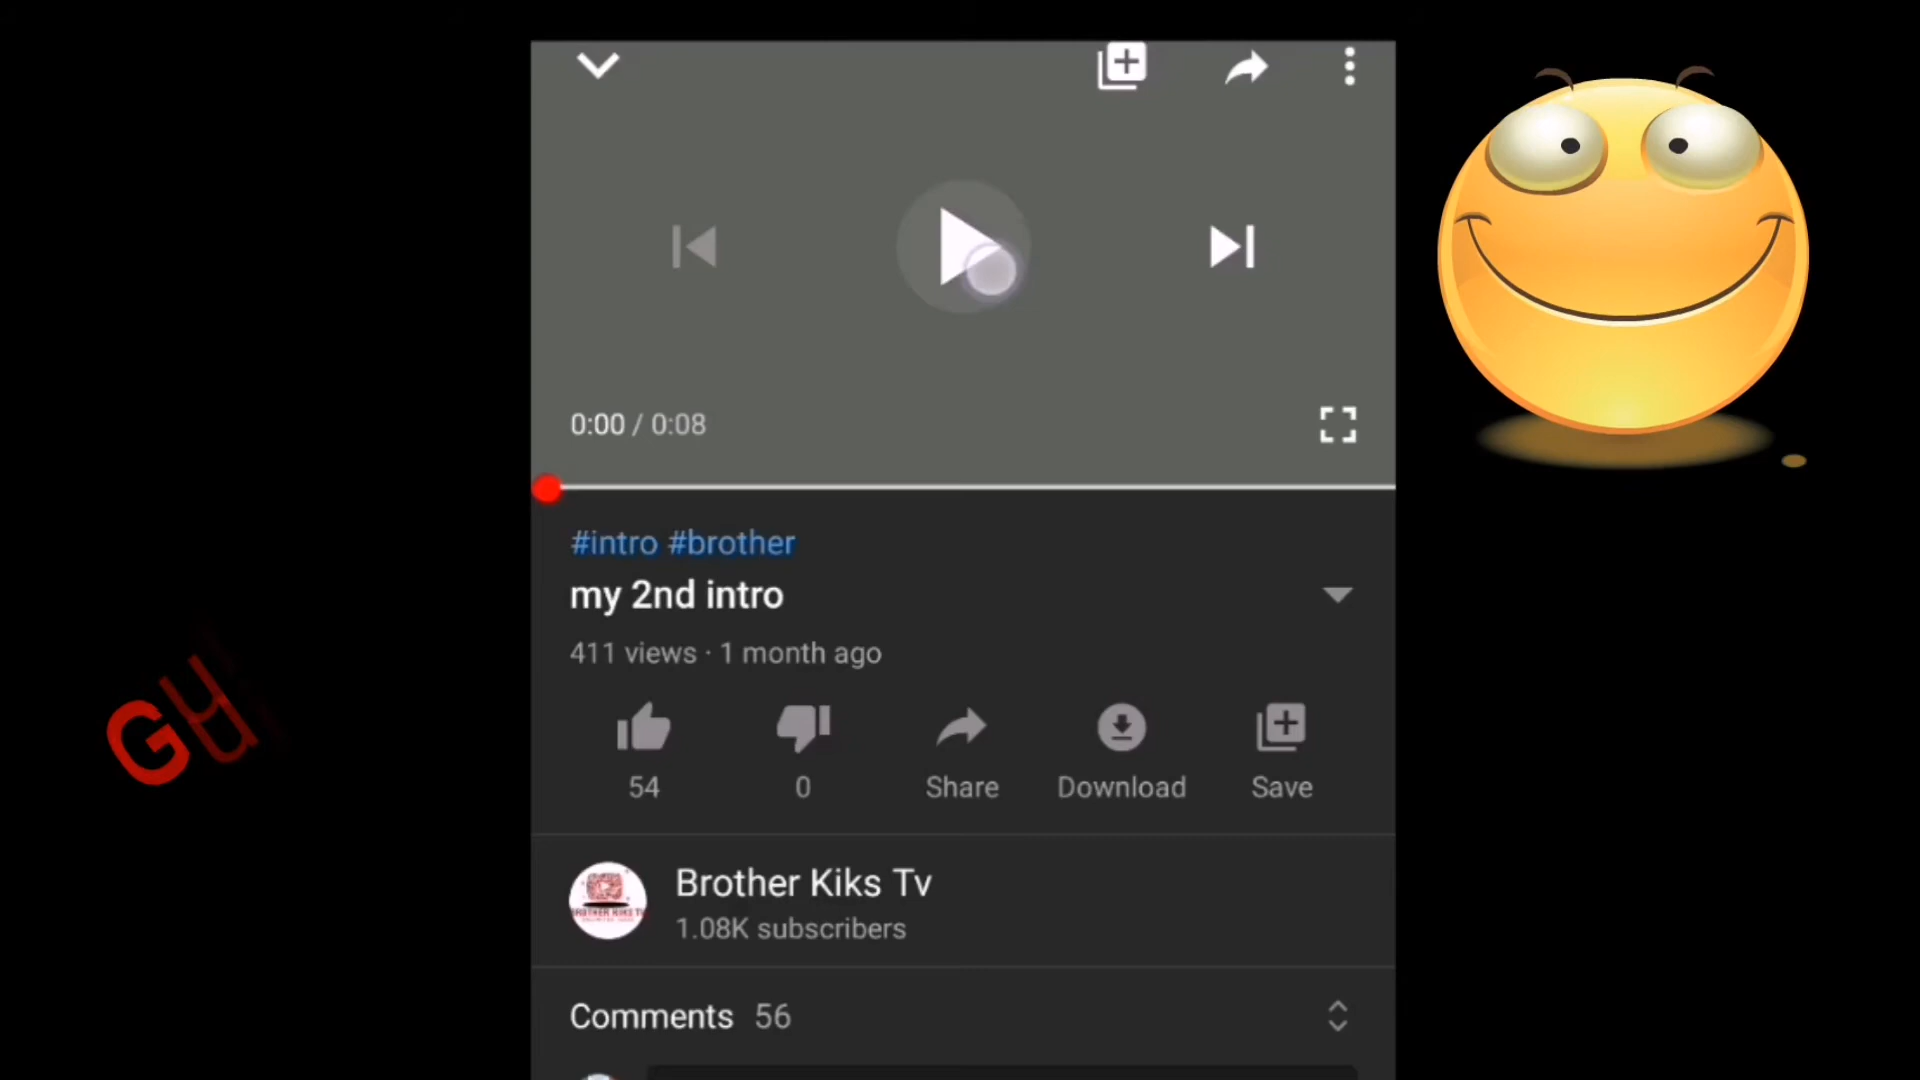 0:00 / 0:08
#intro #brother
my 2nd intro
411 views · 1 month ago
54
0
Share
Download
Save
Brother Kiks Tv
1.08K subscribers
Comments 56